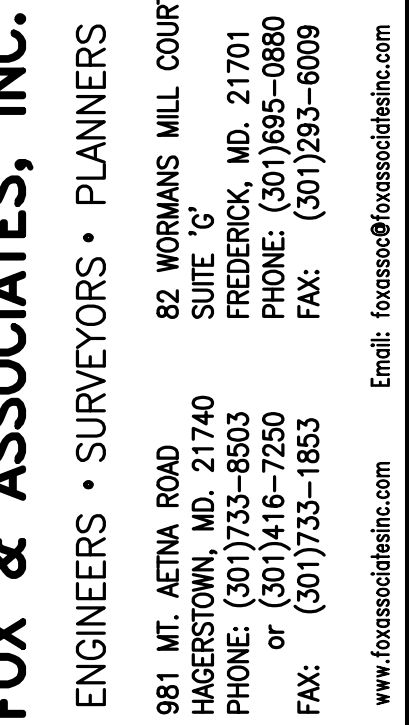 FOX & ASSOCIATES, INC.
ENGINEERS • SURVEYORS • PLANNERS
981 MT. AETNA ROAD
HAGERSTOWN, MD. 21740
PHONE: (301)733-8503
or (301)416-7250
FAX: (301)733-1853
82 WORMANS MILL COURT
SUITE 'G'
FREDERICK, MD. 21701
PHONE: (301)695-0880
FAX: (301)293-6009
www.foxassociatesinc.com
Email: foxassoc@foxassociatesinc.com